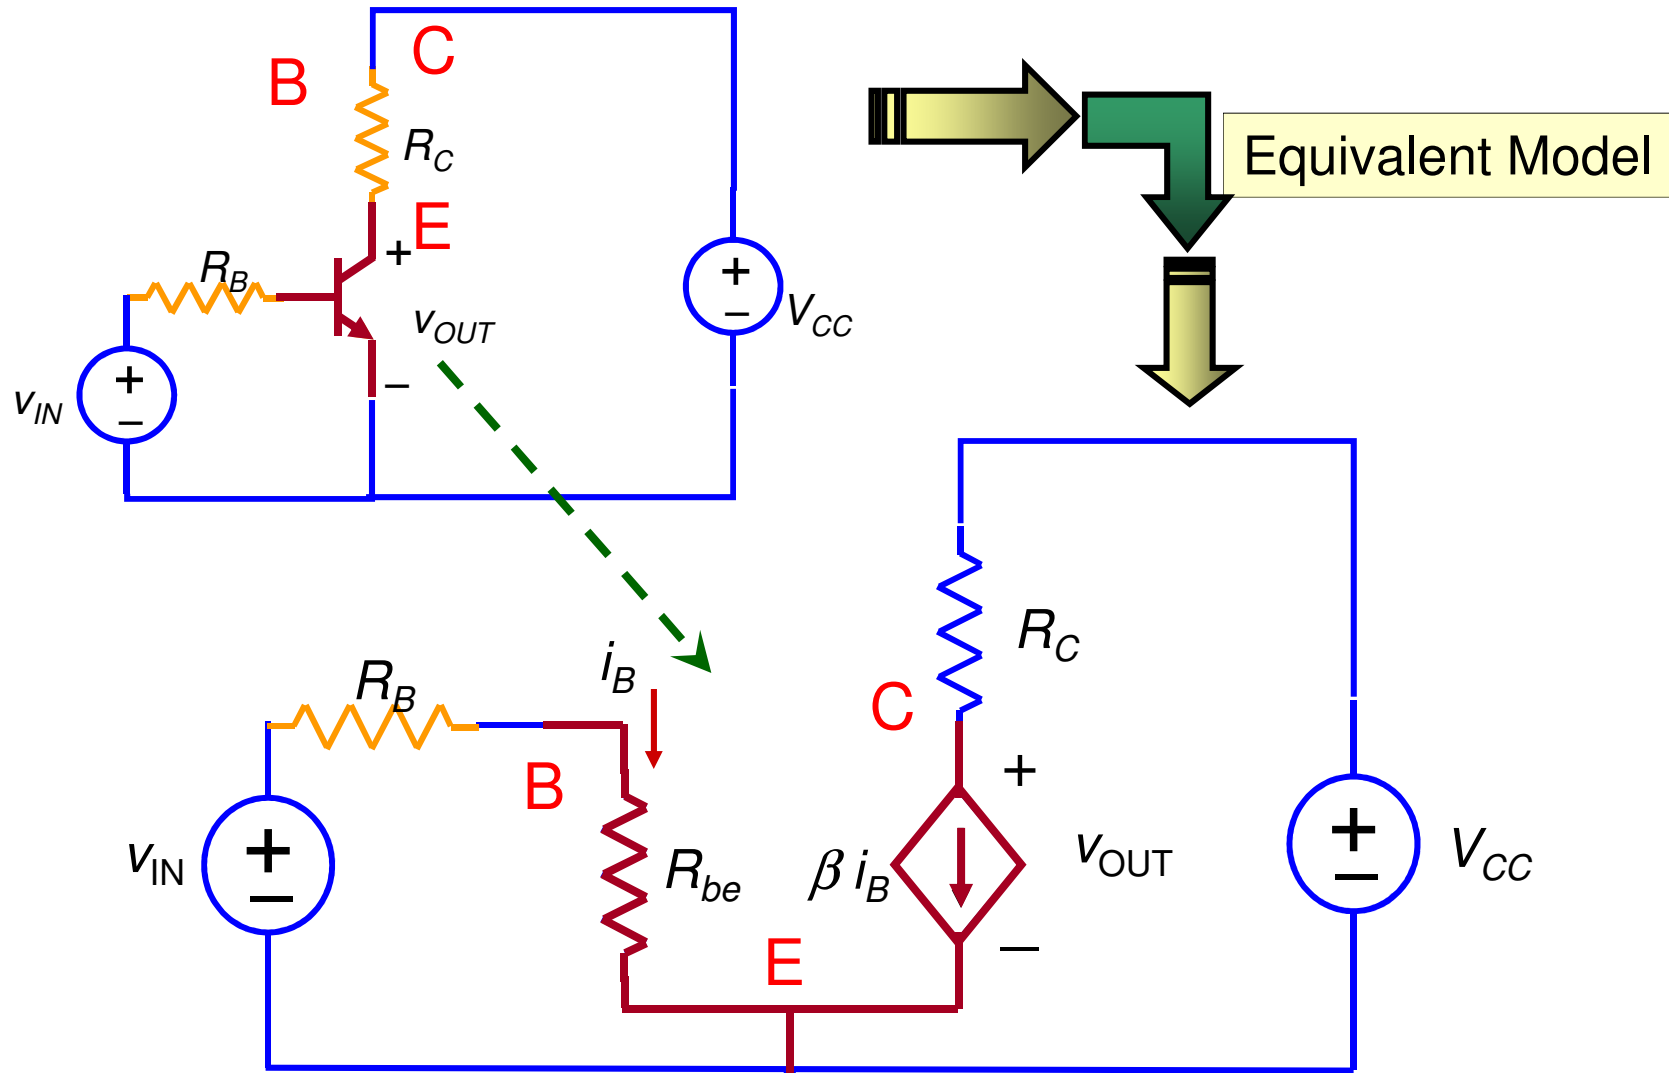 B
C
R_C
E
+
R_B
v_OUT
+
–
V_CC
v_IN
+
–
–
Equivalent Model
R_B
i_B
B
v_IN
+
–
R_be
E
R_C
C
+
β i_B
v_OUT
–
+
–
V_CC